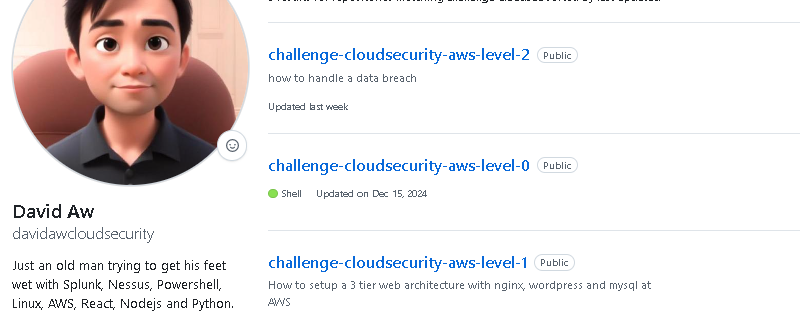 challenge-cloudsecurity-aws-level-2 Public
how to handle a data breach
Updated last week
challenge-cloudsecurity-aws-level-0 Public
Shell Updated on Dec 15, 2024
challenge-cloudsecurity-aws-level-1 Public
How to setup a 3 tier web architecture with nginx, wordpress and mysql at
AWS
David Aw
davidawcloudsecurity
Just an old man trying to get his feet
wet with Splunk, Nessus, Powershell,
Linux, AWS, React, Nodejs and Python.